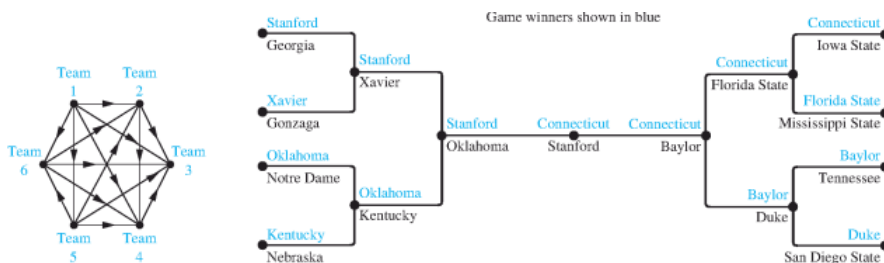 Team
1
Team
2
Team
6
Team
3
Team
5
Team
4
Game winners shown in blue
Stanford
Georgia
Stanford
Xavier
Xavier
Gonzaga
Stanford
Oklahoma
Oklahoma
Notre Dame
Oklahoma
Kentucky
Kentucky
Nebraska
Connecticut
Stanford
Connecticut
Baylor
Connecticut
Florida State
Connecticut
Iowa State
Florida State
Mississippi State
Baylor
Duke
Baylor
Tennessee
Duke
San Diego State